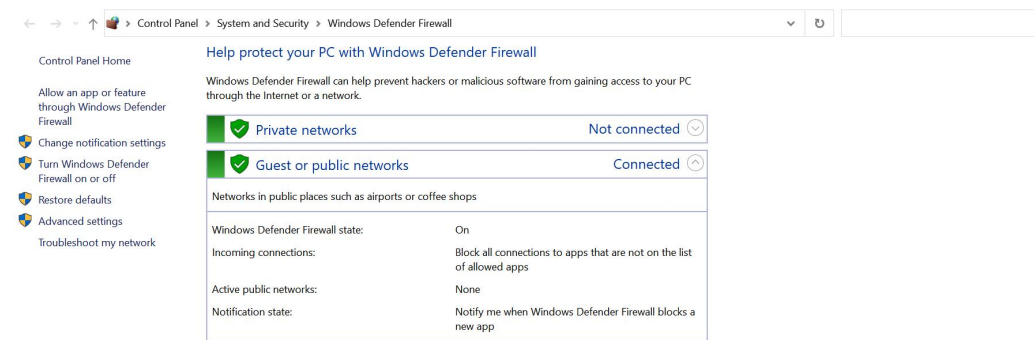 Control Panel > System and Security > Windows Defender Firewall
Control Panel Home
Allow an app or feature
through Windows Defender
Firewall
Change notification settings
Turn Windows Defender
Firewall on or off
Restore defaults
Advanced settings
Troubleshoot my network
Help protect your PC with Windows Defender Firewall
Windows Defender Firewall can help prevent hackers or malicious software from gaining access to your PC
through the Internet or a network.
Private networks Not connected
Guest or public networks Connected
Networks in public places such as airports or coffee shops
Windows Defender Firewall state: On
Incoming connections: Block all connections to apps that are not on the list
of allowed apps
Active public networks: None
Notification state: Notify me when Windows Defender Firewall blocks a
new app